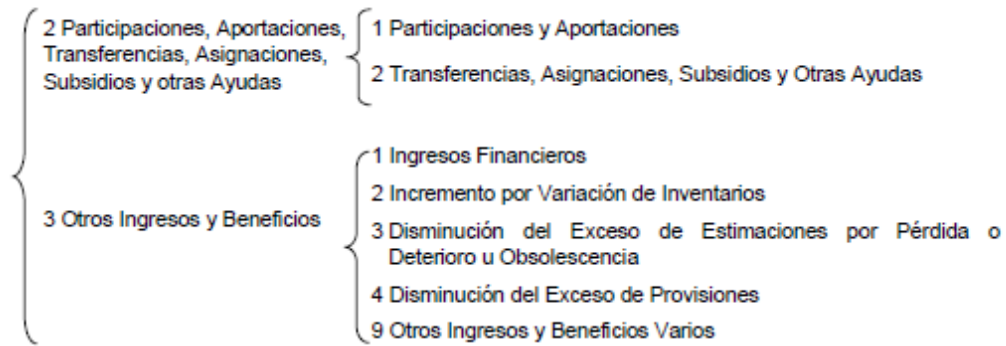 2 Participaciones, Aportaciones,
Transferencias, Asignaciones,
Subsidios y otras Ayudas
1 Participaciones y Aportaciones
2 Transferencias, Asignaciones, Subsidios y Otras Ayudas
3 Otros Ingresos y Beneficios
1 Ingresos Financieros
2 Incremento por Variación de Inventarios
3 Disminución del Exceso de Estimaciones por Pérdida o
Deterioro u Obsolescencia
4 Disminución del Exceso de Provisiones
9 Otros Ingresos y Beneficios Varios